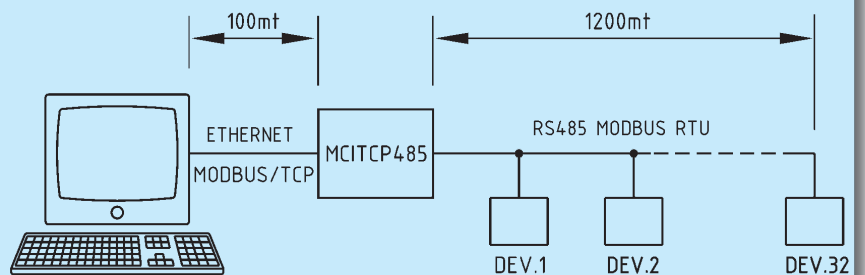 100mt
1200mt
ETHERNET
MODBUS/TCP
MCITCP485
RS485 MODBUS RTU
DEV.1
DEV.2
DEV.32